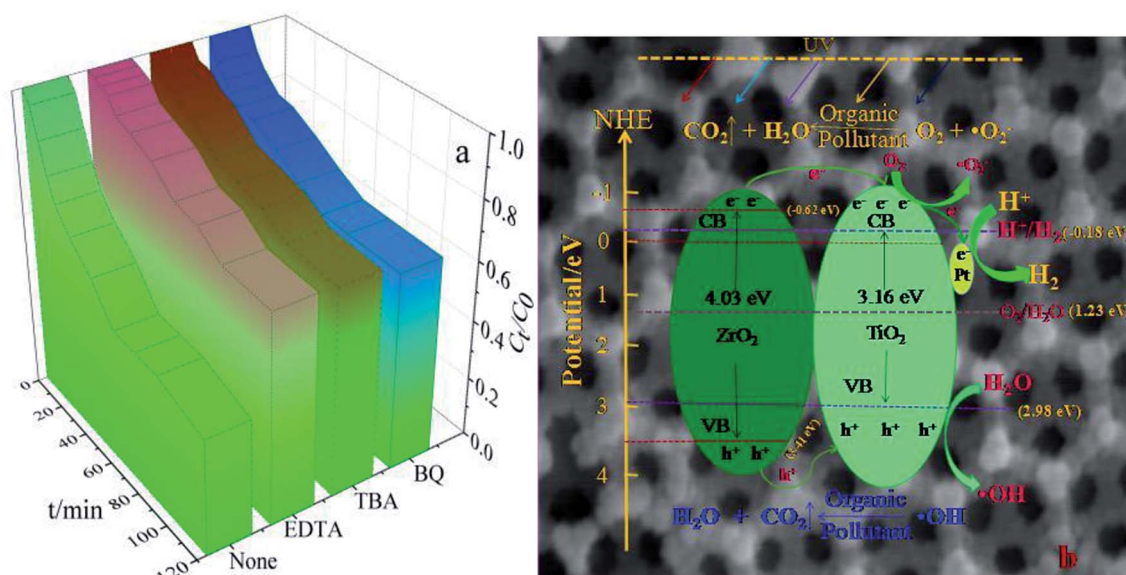 a
1.0
0.8
0.6
0.4
0.2
0.0
Ct/C0
0
20
40
60
80
100
120
t/min
None
EDTA
TBA
BQ
UV
NHE
CO₂↑ + H₂O Organic Pollutant O₂ + •O₂⁻
e⁻
O₂
•O₂⁻
-1
0
1
2
3
4
Potential/eV
e⁻ e⁻
CB
(-0.62 eV)
4.03 eV
ZrO₂
VB
h⁺ h⁺
h⁺
e⁻ e⁻ e⁻
CB
3.16 eV
TiO₂
VB
h⁺ h⁺ h⁺
e⁻
Pt
H⁺
H⁺/H₂ (-0.18 eV)
H₂
O₂/H₂O (1.23 eV)
H₂O
(2.98 eV)
•OH
H₂O + CO₂↑ Organic Pollutant •OH
b